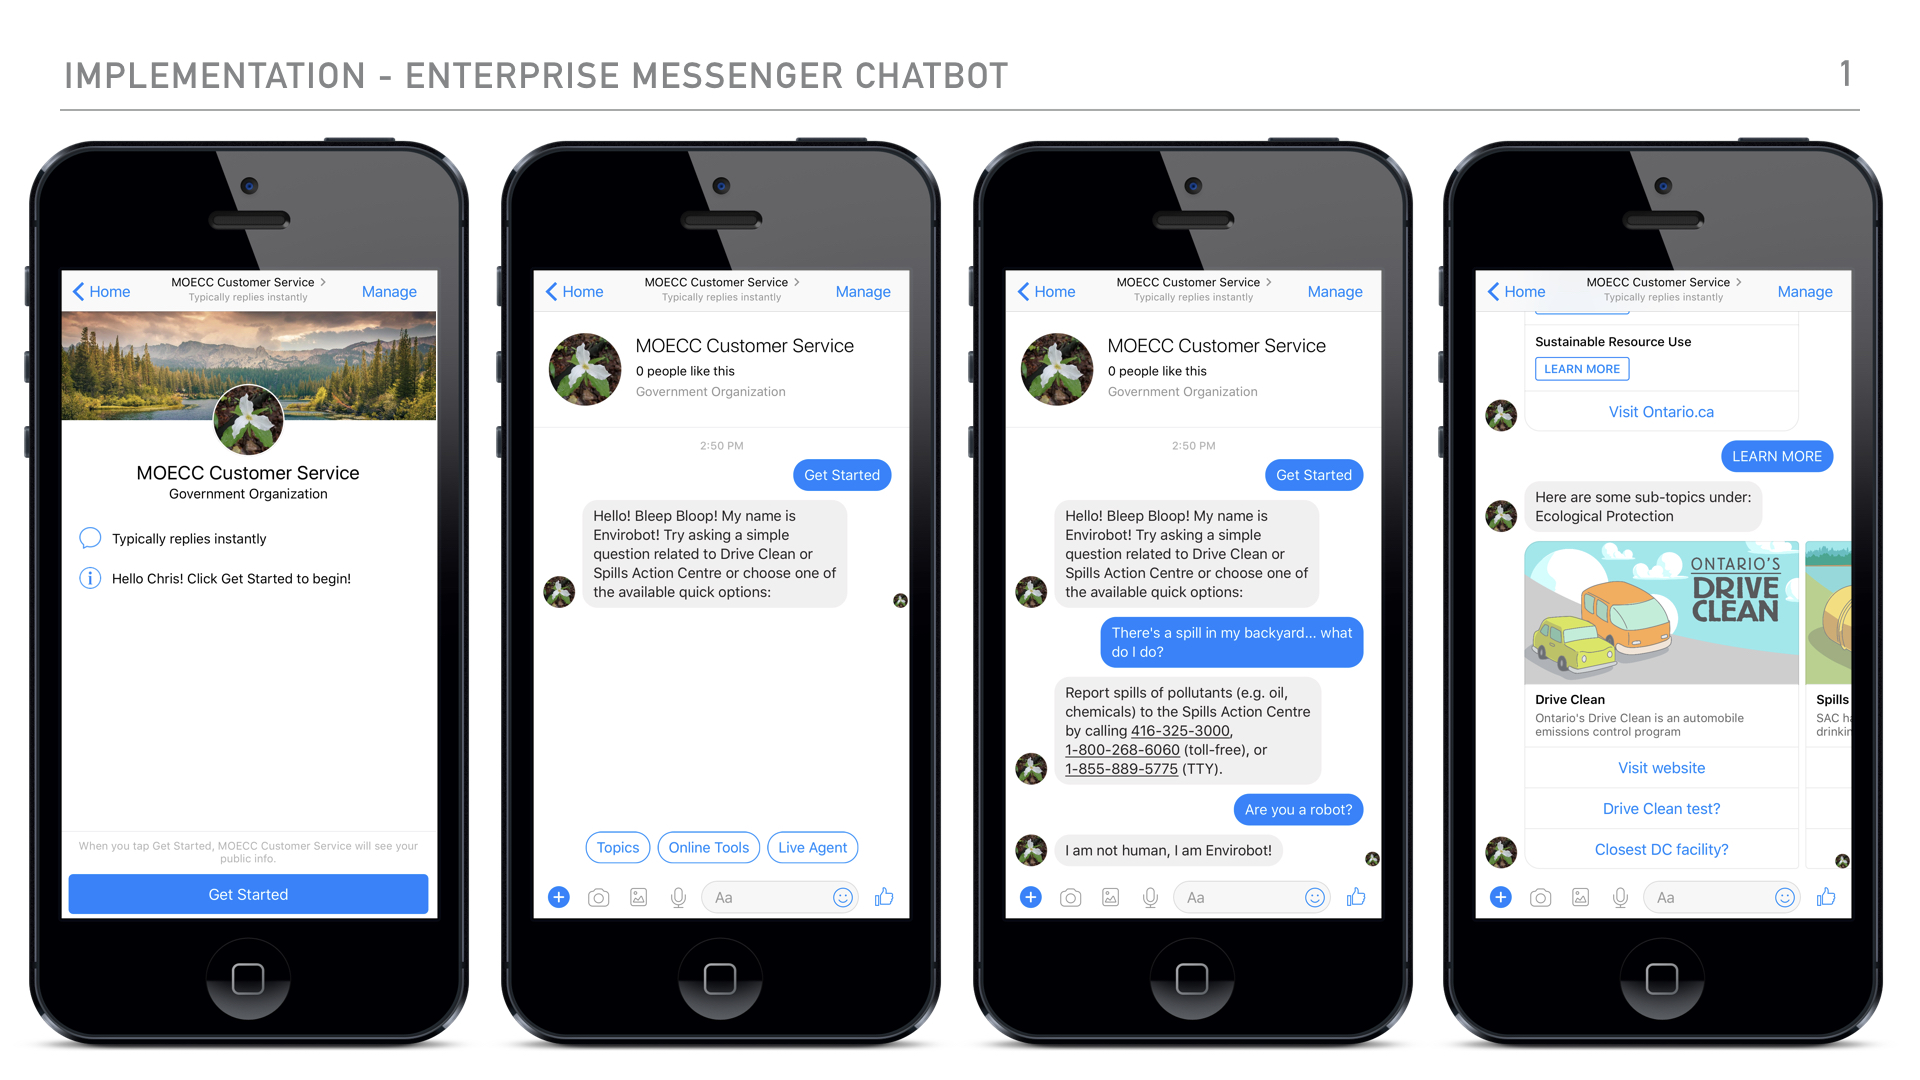 IMPLEMENTATION - ENTERPRISE MESSENGER CHATBOT
1
Home
MOECC Customer Service
Typically replies instantly
Manage
MOECC Customer Service
Government Organization
Typically replies instantly
Hello Chris! Click Get Started to begin!
When you tap Get Started, MOECC Customer Service will see your
public info.
Get Started
Home
MOECC Customer Service
Typically replies instantly
Manage
MOECC Customer Service
0 people like this
Government Organization
2:50 PM
Get Started
Hello! Bleep Bloop! My name is
Envirobot! Try asking a simple
question related to Drive Clean or
Spills Action Centre or choose one of
the available quick options:
Topics
Online Tools
Live Agent
Aa
Home
MOECC Customer Service
Typically replies instantly
Manage
MOECC Customer Service
0 people like this
Government Organization
2:50 PM
Get Started
Hello! Bleep Bloop! My name is
Envirobot! Try asking a simple
question related to Drive Clean or
Spills Action Centre or choose one of
the available quick options:
There's a spill in my backyard... what
do I do?
Report spills of pollutants (e.g. oil,
chemicals) to the Spills Action Centre
by calling 416-325-3000,
1-800-268-6060 (toll-free), or
1-855-889-5775 (TTY).
Are you a robot?
I am not human, I am Envirobot!
Aa
Home
MOECC Customer Service
Typically replies instantly
Manage
Sustainable Resource Use
LEARN MORE
Visit Ontario.ca
LEARN MORE
Here are some sub-topics under:
Ecological Protection
ONTARIO'S
DRIVE
CLEAN
Drive Clean
Ontario's Drive Clean is an automobile
emissions control program
Visit website
Drive Clean test?
Closest DC facility?
Spills
SAC
Aa